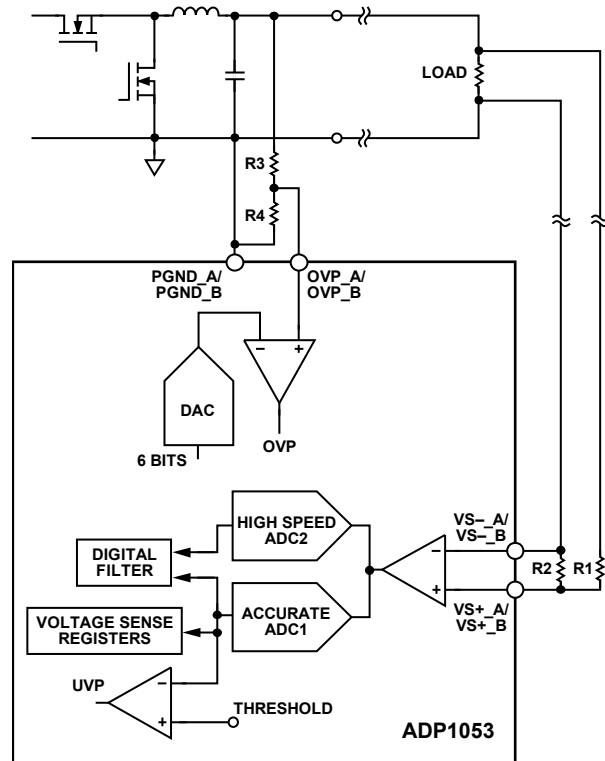 LOAD
R3
R4
PGND_A/
PGND_B
OVP_A/
OVP_B
DAC
6 BITS
– +
OVP
HIGH SPEED
ADC2
DIGITAL
FILTER
ACCURATE
ADC1
VOLTAGE SENSE
REGISTERS
VS–_A/
VS–_B
–
+
R2
R1
VS+_A/
VS+_B
UVP
–
+
THRESHOLD
ADP1053